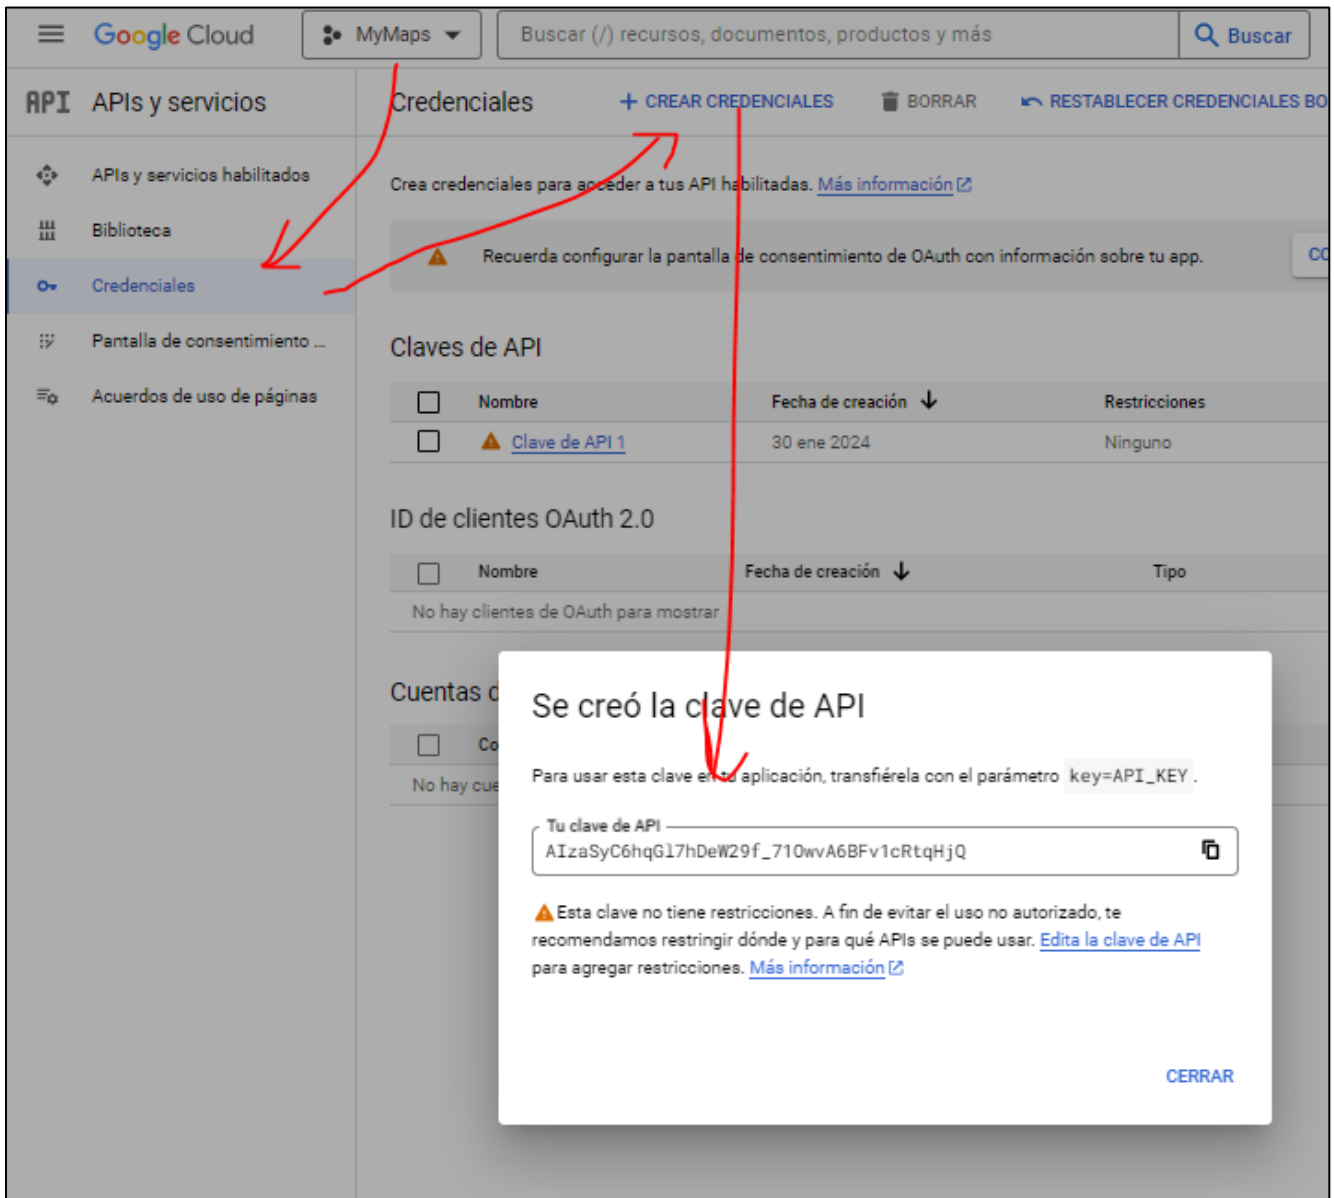 Google Cloud
MyMaps
Buscar (/) recursos, documentos, productos y más
Buscar
API APIs y servicios
Credenciales
+ CREAR CREDENCIALES
BORRAR
RESTABLECER CREDENCIALES BO
APIs y servicios habilitados
Biblioteca
Credenciales
Pantalla de consentimiento ...
Acuerdos de uso de páginas
Crea credenciales para acceder a tus API habilitadas. Más información
Recuerda configurar la pantalla de consentimiento de OAuth con información sobre tu app.
CO
Claves de API
Nombre Fecha de creación Restricciones
Clave de API 1 30 ene 2024 Ninguno
ID de clientes OAuth 2.0
Nombre Fecha de creación Tipo
No hay clientes de OAuth para mostrar
Cuentas d
Co
No hay cue
Se creó la clave de API
Para usar esta clave en tu aplicación, transfiérela con el parámetro key=API_KEY.
Tu clave de API
AIzaSyC6hqGl7hDeW29f_710wvA6BFv1cRtqHjQ
Esta clave no tiene restricciones. A fin de evitar el uso no autorizado, te
recomendamos restringir dónde y para qué APIs se puede usar. Edita la clave de API
para agregar restricciones. Más información
CERRAR